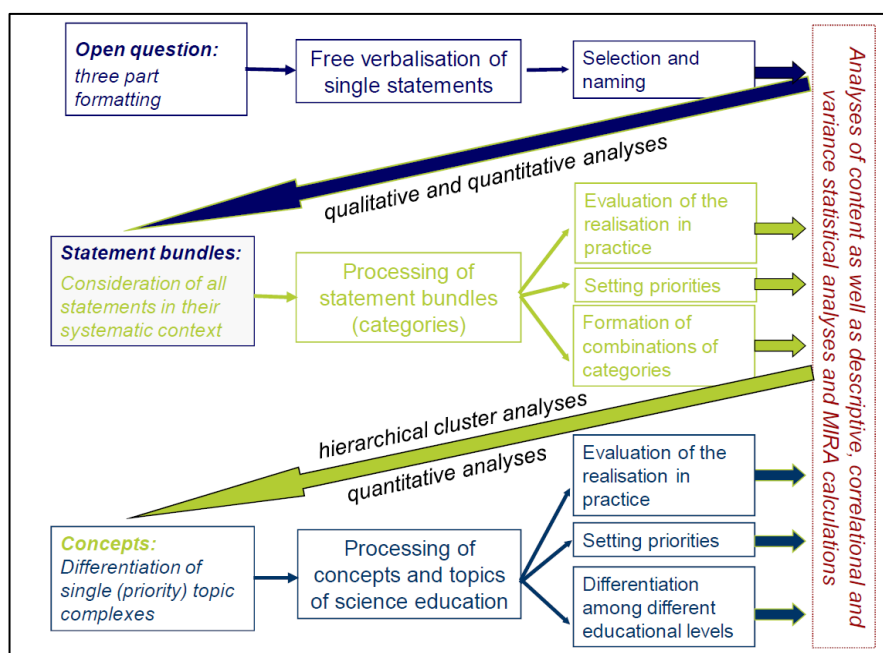 Open question:
three part
formatting
Free verbalisation of
single statements
Selection and
naming
qualitative and quantitative analyses
Statement bundles:
Consideration of all
statements in their
systematic context
Processing of
statement bundles
(categories)
Evaluation of the
realisation in
practice
Setting priorities
Formation of
combinations of
categories
hierarchical cluster analyses
quantitative analyses
Concepts:
Differentiation of
single (priority) topic
complexes
Processing of
concepts and topics
of science education
Evaluation of the
realisation in
practice
Setting priorities
Differentiation
among different
educational levels
Analyses of content as well as descriptive, correlational and
variance statistical analyses and MIRA calculations